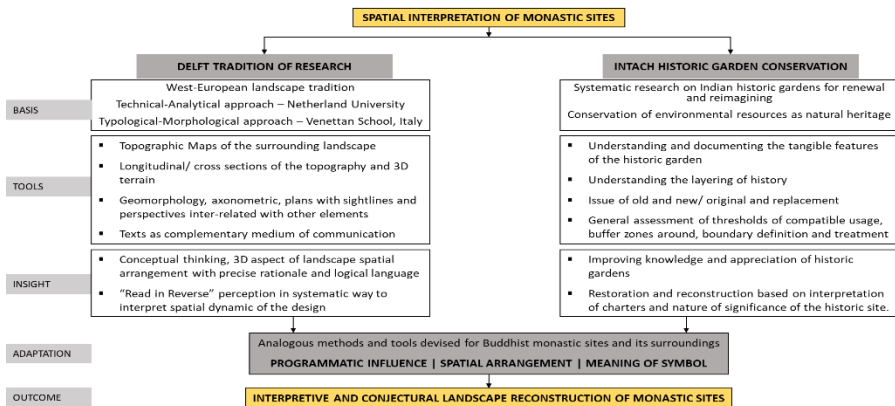 SPATIAL INTERPRETATION OF MONASTIC SITES
DELFT TRADITION OF RESEARCH
INTACH HISTORIC GARDEN CONSERVATION
BASIS
West-European landscape tradition
Technical-Analytical approach – Netherland University
Typological-Morphological approach – Venettan School, Italy
Systematic research on Indian historic gardens for renewal
and reimagining
Conservation of environmental resources as natural heritage
TOOLS
▪ Topographic Maps of the surrounding landscape
▪ Longitudinal/ cross sections of the topography and 3D
terrain
▪ Geomorphology, axonometric, plans with sightlines and
perspectives inter-related with other elements
▪ Texts as complementary medium of communication
▪ Understanding and documenting the tangible features
of the historic garden
▪ Understanding the layering of history
▪ Issue of old and new/ original and replacement
▪ General assessment of thresholds of compatible usage,
buffer zones around, boundary definition and treatment
INSIGHT
▪ Conceptual thinking, 3D aspect of landscape spatial
arrangement with precise rationale and logical language
▪ "Read in Reverse" perception in systematic way to
interpret spatial dynamic of the design
▪ Improving knowledge and appreciation of historic
gardens
▪ Restoration and reconstruction based on interpretation
of charters and nature of significance of the historic site.
ADAPTATION
Analogous methods and tools devised for Buddhist monastic sites and its surroundings
PROGRAMMATIC INFLUENCE | SPATIAL ARRANGEMENT | MEANING OF SYMBOL
OUTCOME
INTERPRETIVE AND CONJECTURAL LANDSCAPE RECONSTRUCTION OF MONASTIC SITES